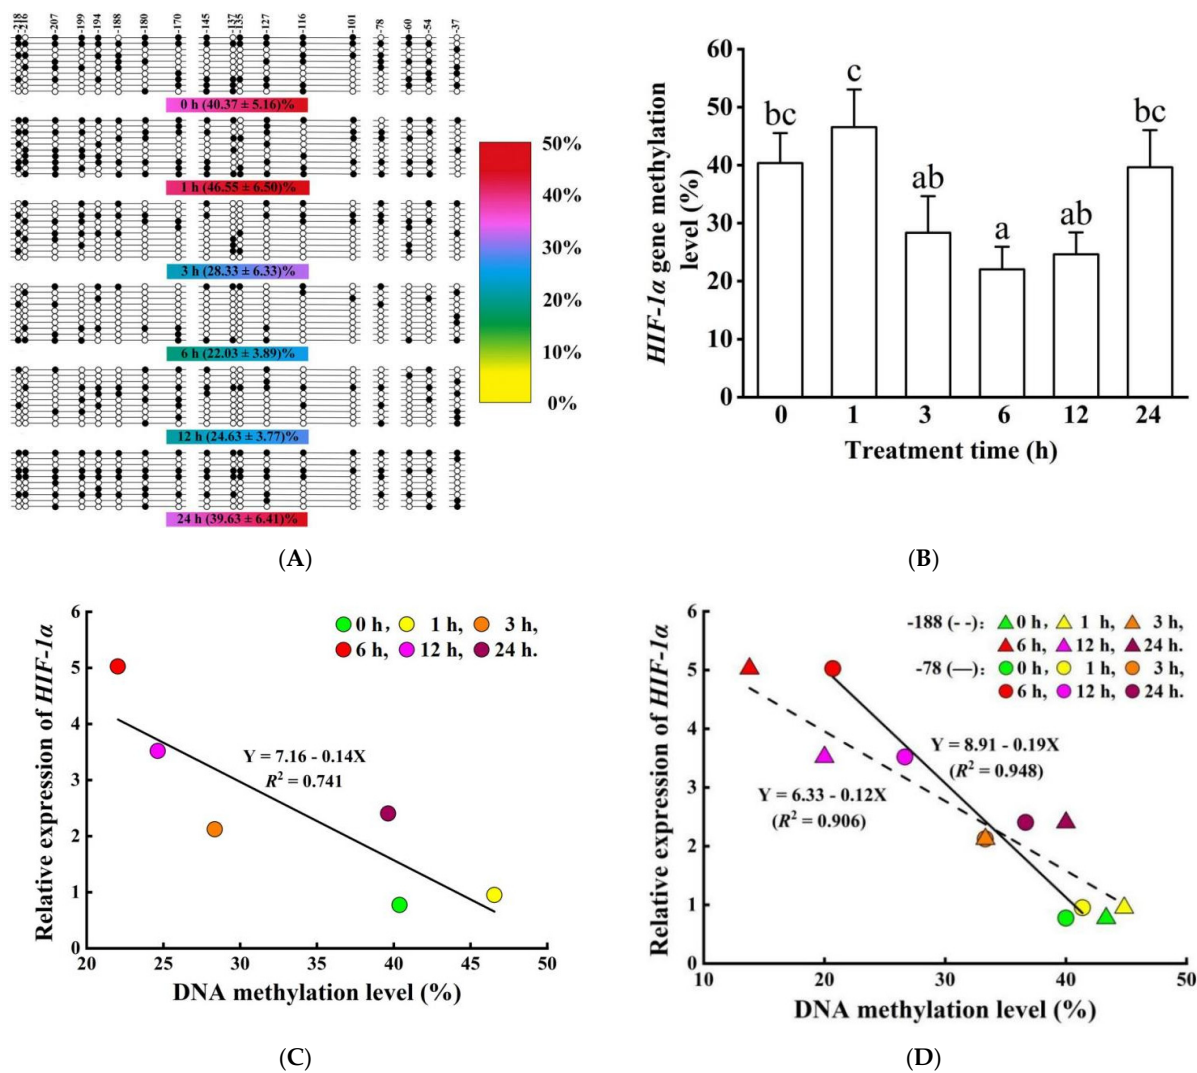 -218
-216
-207
-199
-194
-188
-180
-170
-145
-137
-135
-127
-116
-101
-78
-60
-54
-37
0 h (40.37 ± 5.16)%
1 h (46.55 ± 6.50)%
3 h (28.33 ± 6.33)%
6 h (22.03 ± 3.89)%
12 h (24.63 ± 3.77)%
24 h (39.63 ± 6.41)%
50%
40%
30%
20%
10%
0%
(A)
HIF-1α gene methylation
level (%)
60
50
40
30
20
10
0
bc
c
ab
a
ab
bc
0 1 3 6 12 24
Treatment time (h)
(B)
Relative expression of HIF-1α
6
5
4
3
2
1
0
0 h, 1 h, 3 h,
6 h, 12 h, 24 h.
Y = 7.16 - 0.14X
R² = 0.741
20 25 30 35 40 45 50
DNA methylation level (%)
(C)
Relative expression of HIF-1α
6
5
4
3
2
1
0
-188 (- -): 0 h, 1 h, 3 h,
6 h, 12 h, 24 h.
-78 (—): 0 h, 1 h, 3 h,
6 h, 12 h, 24 h.
Y = 8.91 - 0.19X
(R² = 0.948)
Y = 6.33 - 0.12X
(R² = 0.906)
10 20 30 40 50
DNA methylation level (%)
(D)